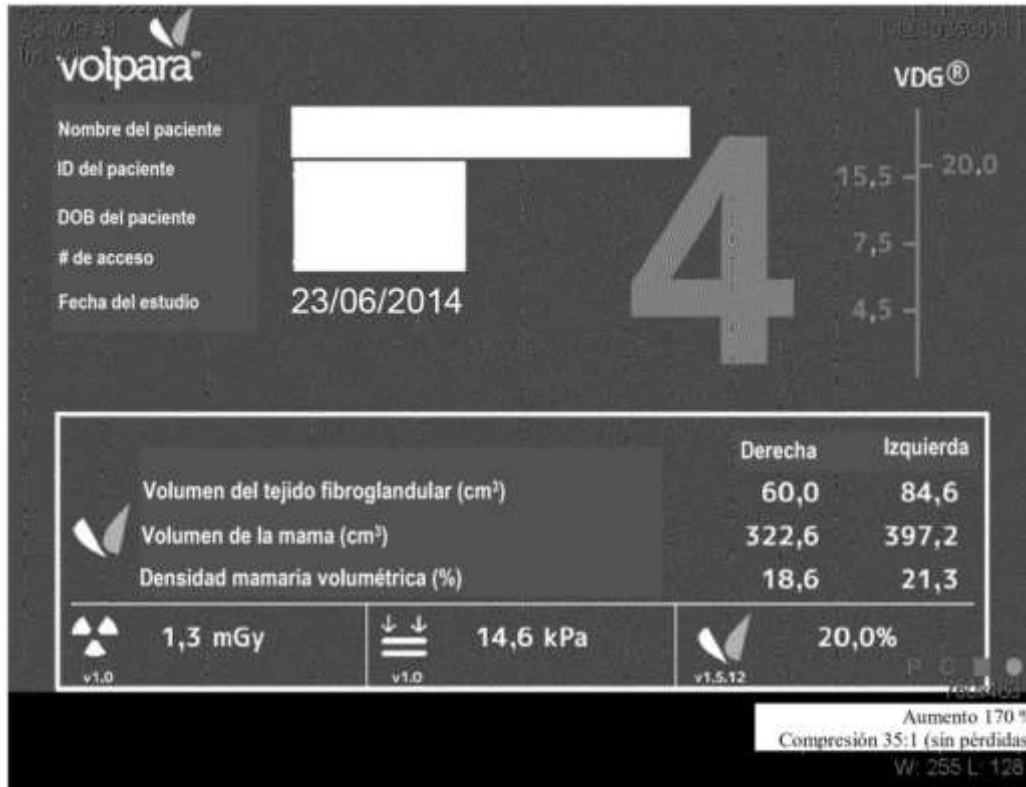 volpara®
VDG®
Nombre del paciente
ID del paciente
DOB del paciente
# de acceso
Fecha del estudio 23/06/2014
4
15,5
20,0
7,5
4,5
Derecha Izquierda
Volumen del tejido fibroglandular (cm³) 60,0 84,6
Volumen de la mama (cm³) 322,6 397,2
Densidad mamaria volumétrica (%) 18,6 21,3
1,3 mGy 14,6 kPa 20,0%
v1.0 v1.0 v1.5.12
P C
Aumento 170 %
Compresión 35:1 (sin pérdidas
W: 255 L: 128